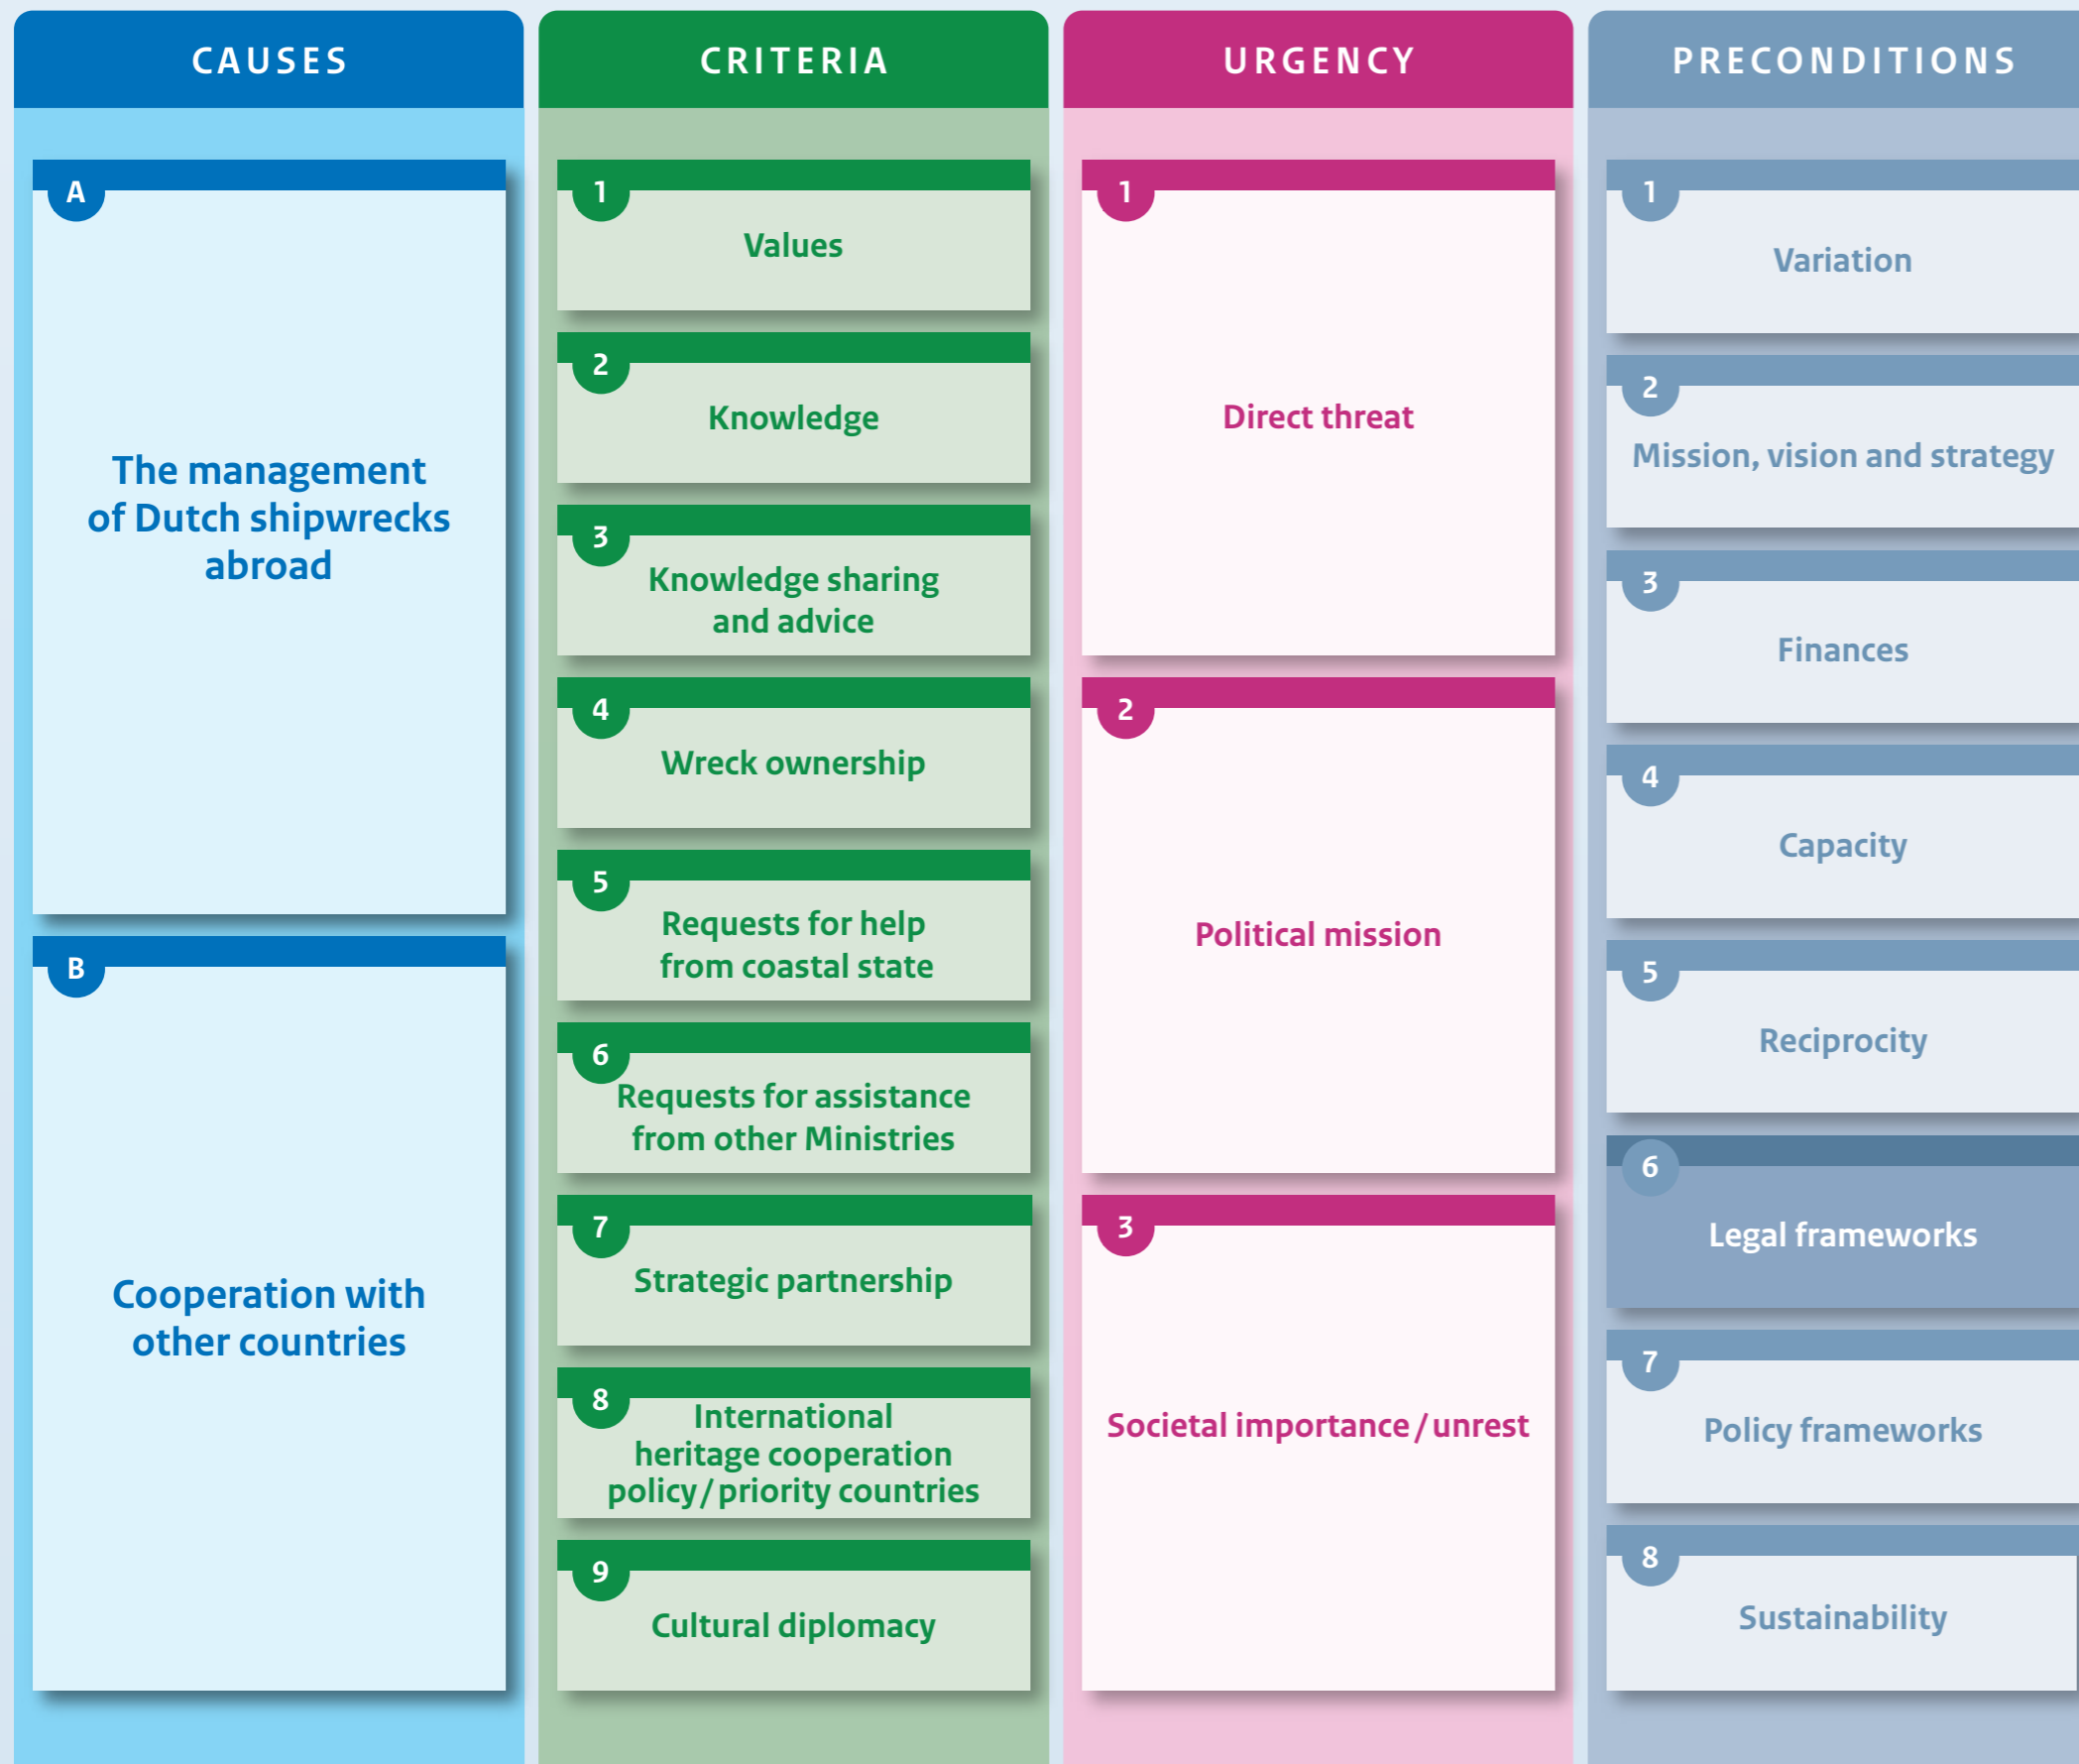 CAUSES
A
The management
of Dutch shipwrecks
abroad
B
Cooperation with
other countries
CRITERIA
1
Values
2
Knowledge
3
Knowledge sharing
and advice
4
Wreck ownership
5
Requests for help
from coastal state
6
Requests for assistance
from other Ministries
7
Strategic partnership
8
International
heritage cooperation
policy / priority countries
9
Cultural diplomacy
URGENCY
1
Direct threat
2
Political mission
3
Societal importance / unrest
PRECONDITIONS
1
Variation
2
Mission, vision and strategy
3
Finances
4
Capacity
5
Reciprocity
6
Legal frameworks
7
Policy frameworks
8
Sustainability